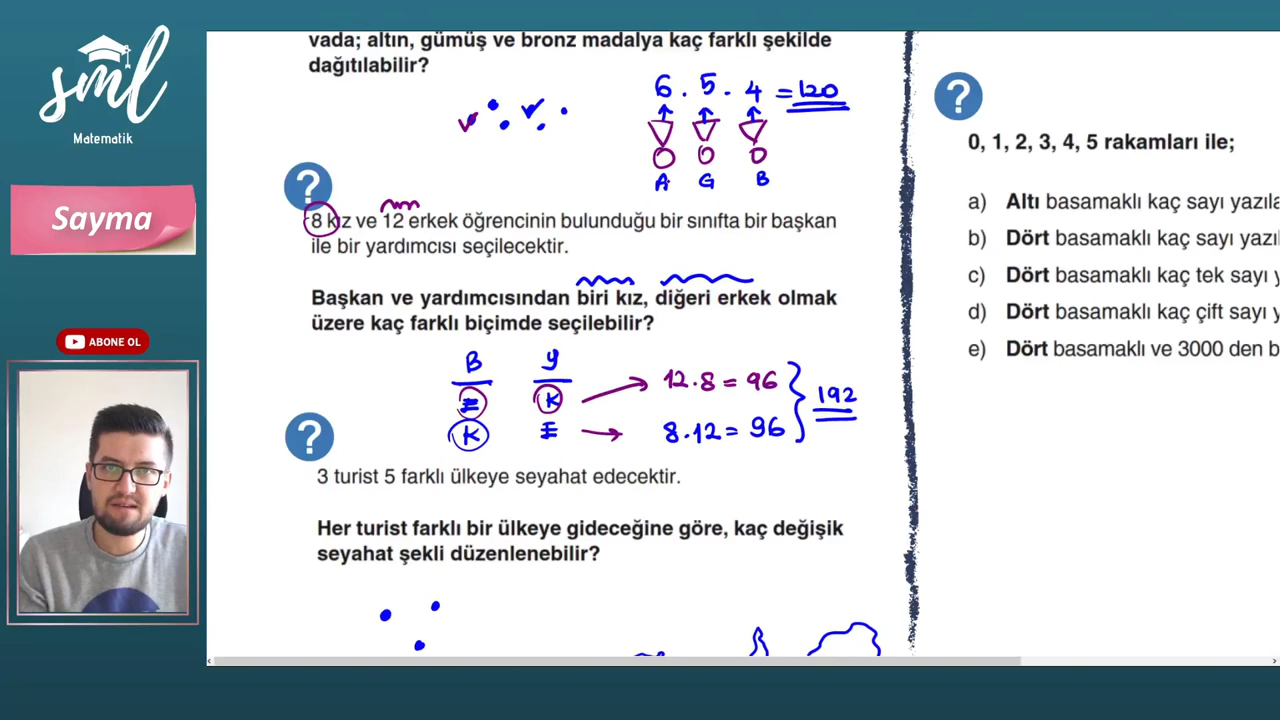 sml
Matematik
Sayma
ABONE OL
vada; altın, gümüş ve bronz madalya kaç farklı şekilde
dağıtılabilir?
6 . 5 . 4 = 120
A G B
?
8 kız ve 12 erkek öğrencinin bulunduğu bir sınıfta bir başkan
ile bir yardımcısı seçilecektir.
Başkan ve yardımcısından biri kız, diğeri erkek olmak
üzere kaç farklı biçimde seçilebilir?
B y
E K 12.8 = 96
K E 8.12 = 96
192
?
3 turist 5 farklı ülkeye seyahat edecektir.
Her turist farklı bir ülkeye gideceğine göre, kaç değişik
seyahat şekli düzenlenebilir?
?
0, 1, 2, 3, 4, 5 rakamları ile;
a) Altı basamaklı kaç sayı yazıla
b) Dört basamaklı kaç sayı yazıl
c) Dört basamaklı kaç tek sayı y
d) Dört basamaklı kaç çift sayı y
e) Dört basamaklı ve 3000 den b